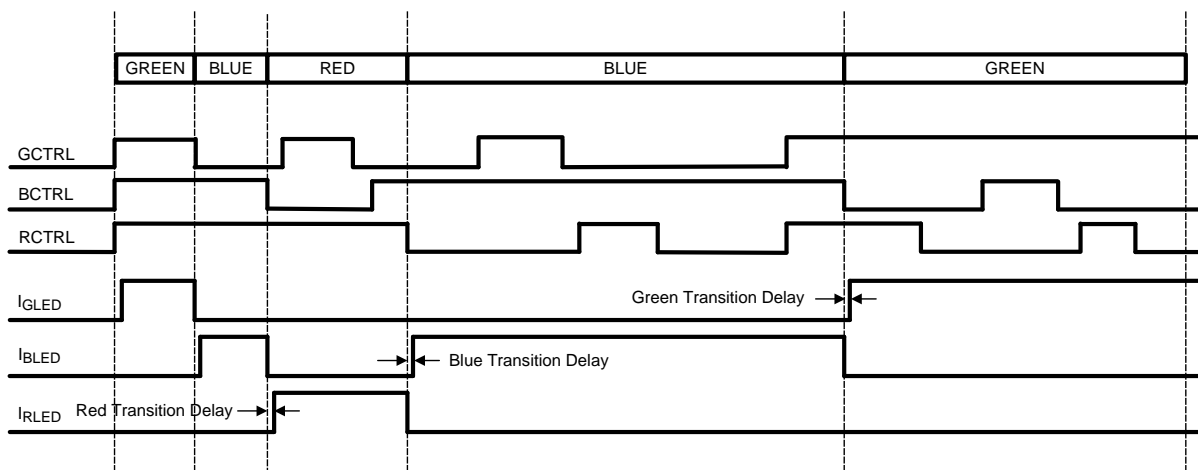 GREEN BLUE RED BLUE GREEN
GCTRL
BCTRL
RCTRL
IGLED
Green Transition Delay
IBLED
Blue Transition Delay
IRLED
Red Transition Delay